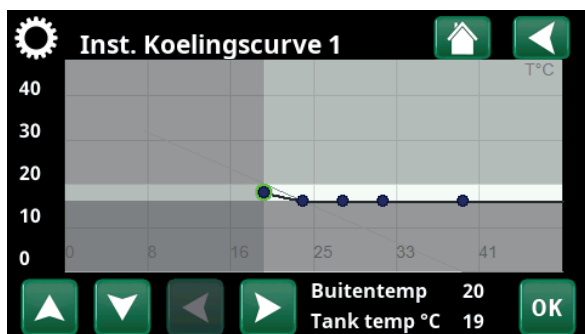 Inst. Koelingscurve 1
T°C
40
30
20
10
0
0 8 16 25 33 41
Buitentemp 20
Tank temp °C 19
OK